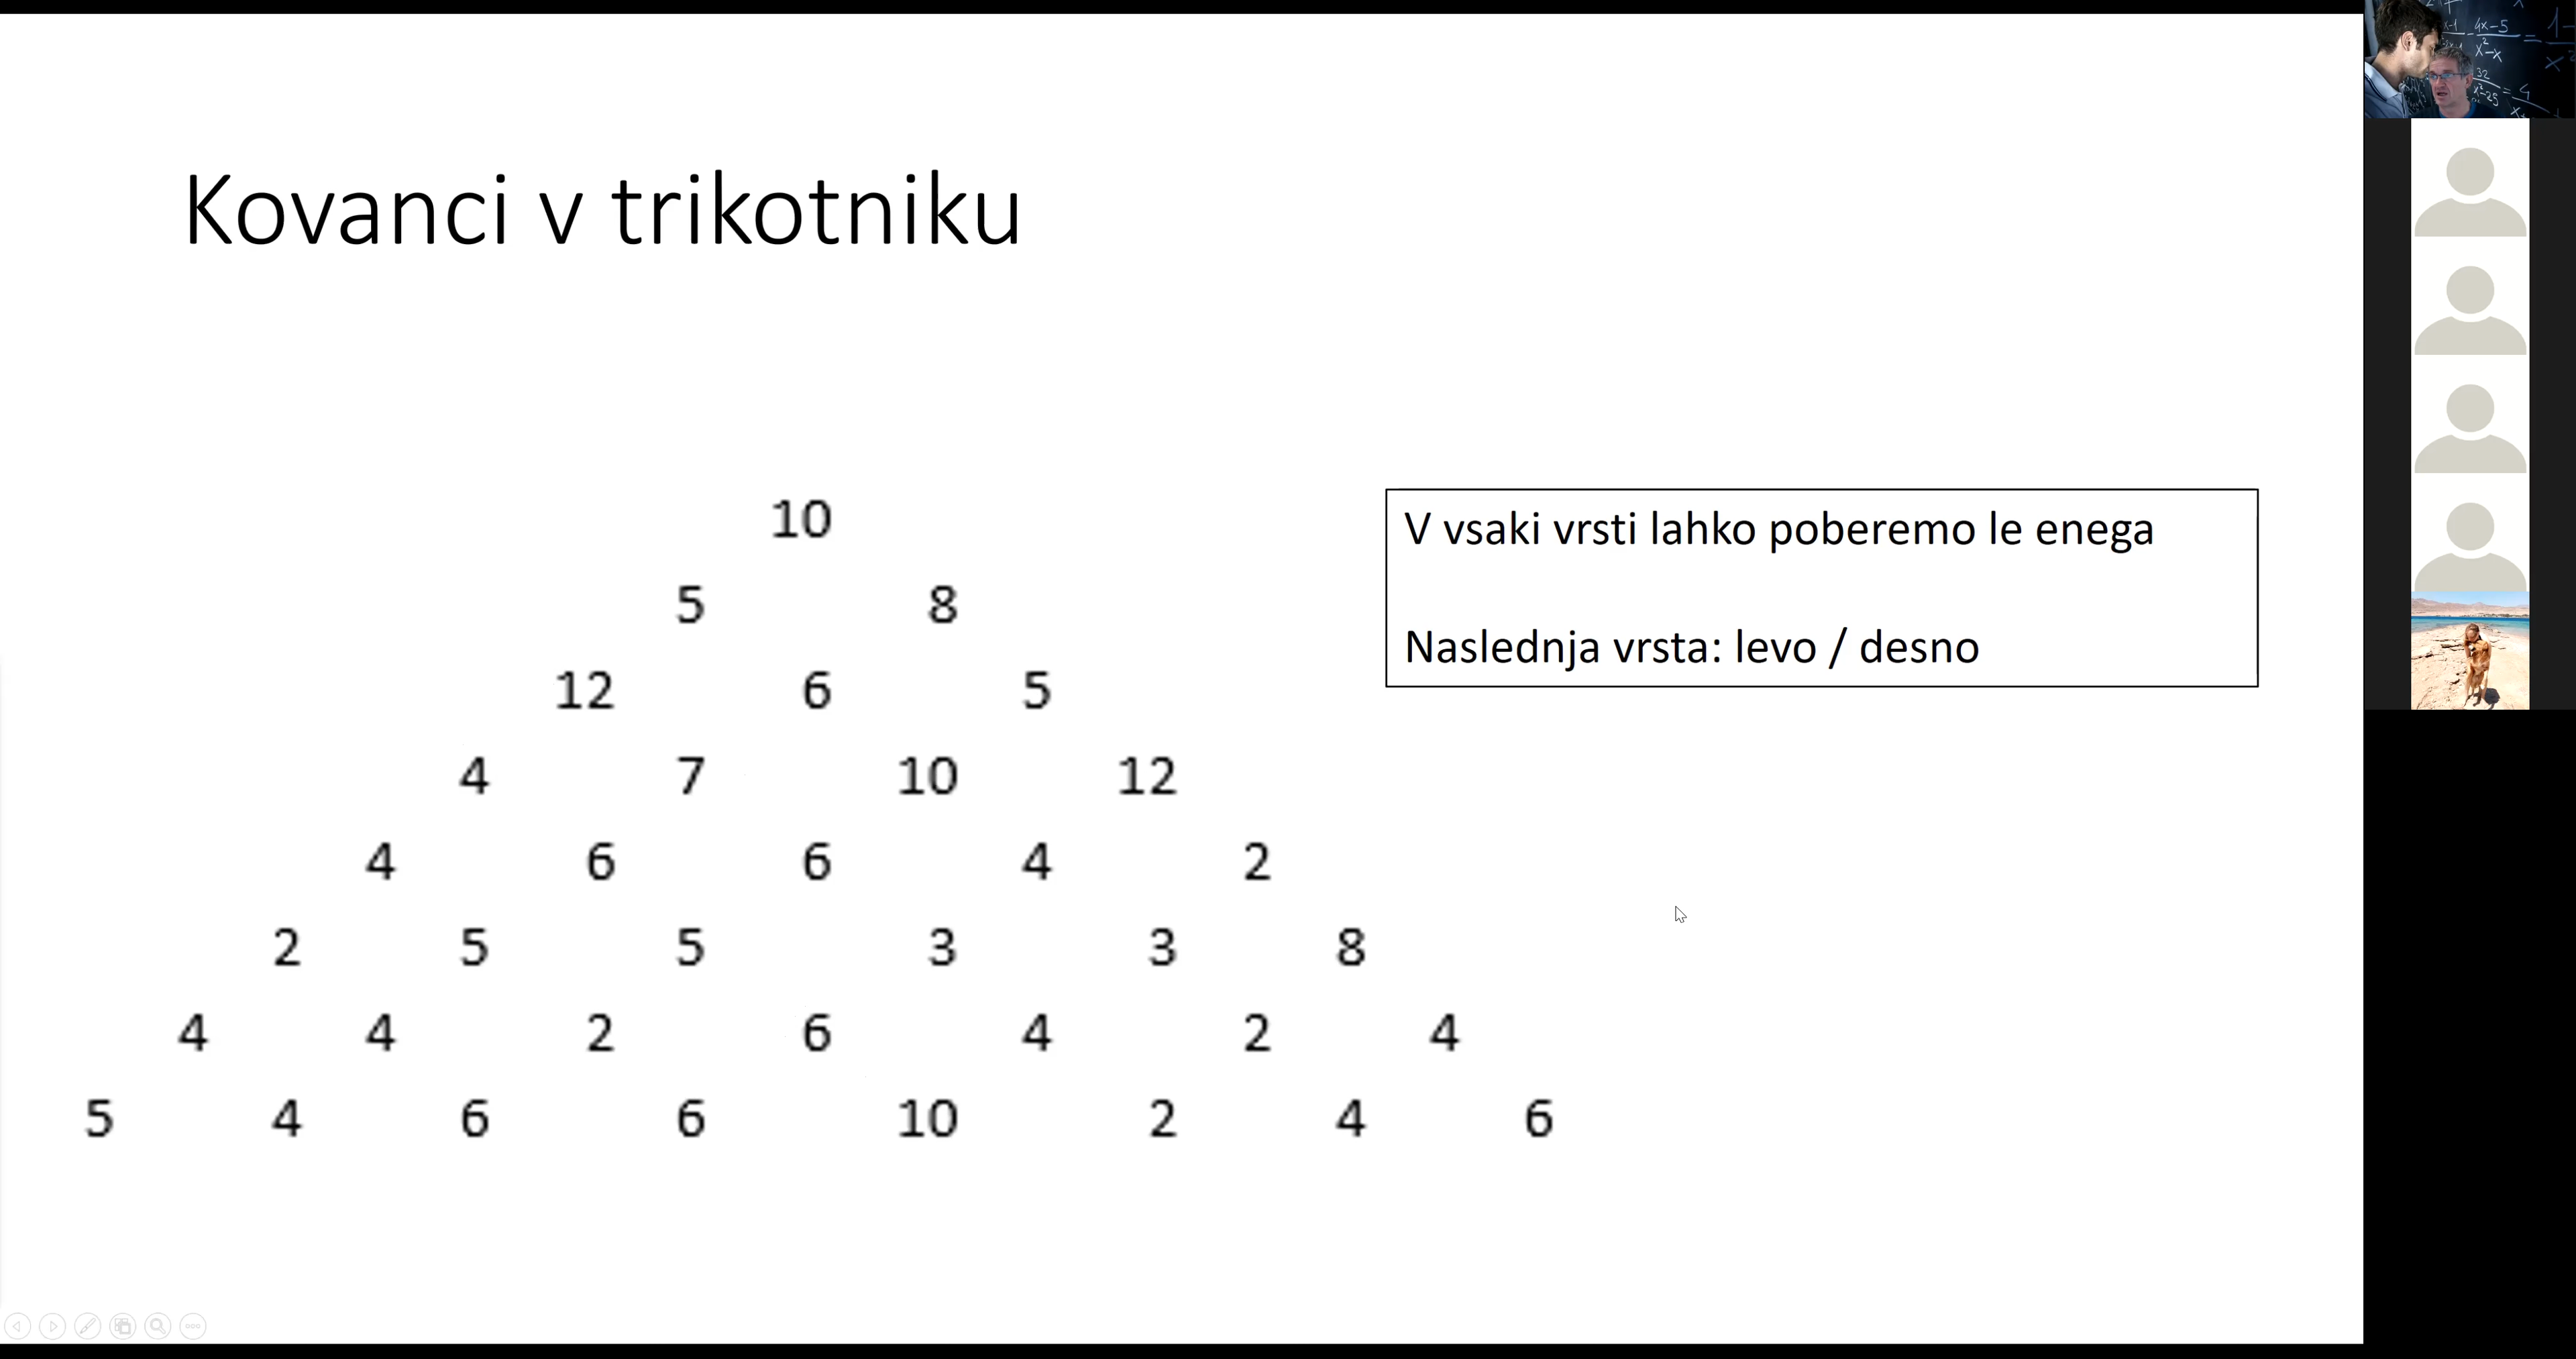 Kovanci v trikotniku
10
5 8
12 6 5
4 7 10 12
4 6 6 4 2
2 5 5 3 3 8
4 4 2 6 4 2 4
5 4 6 6 10 2 4 6
V vsaki vrsti lahko poberemo le enega
Naslednja vrsta: levo / desno